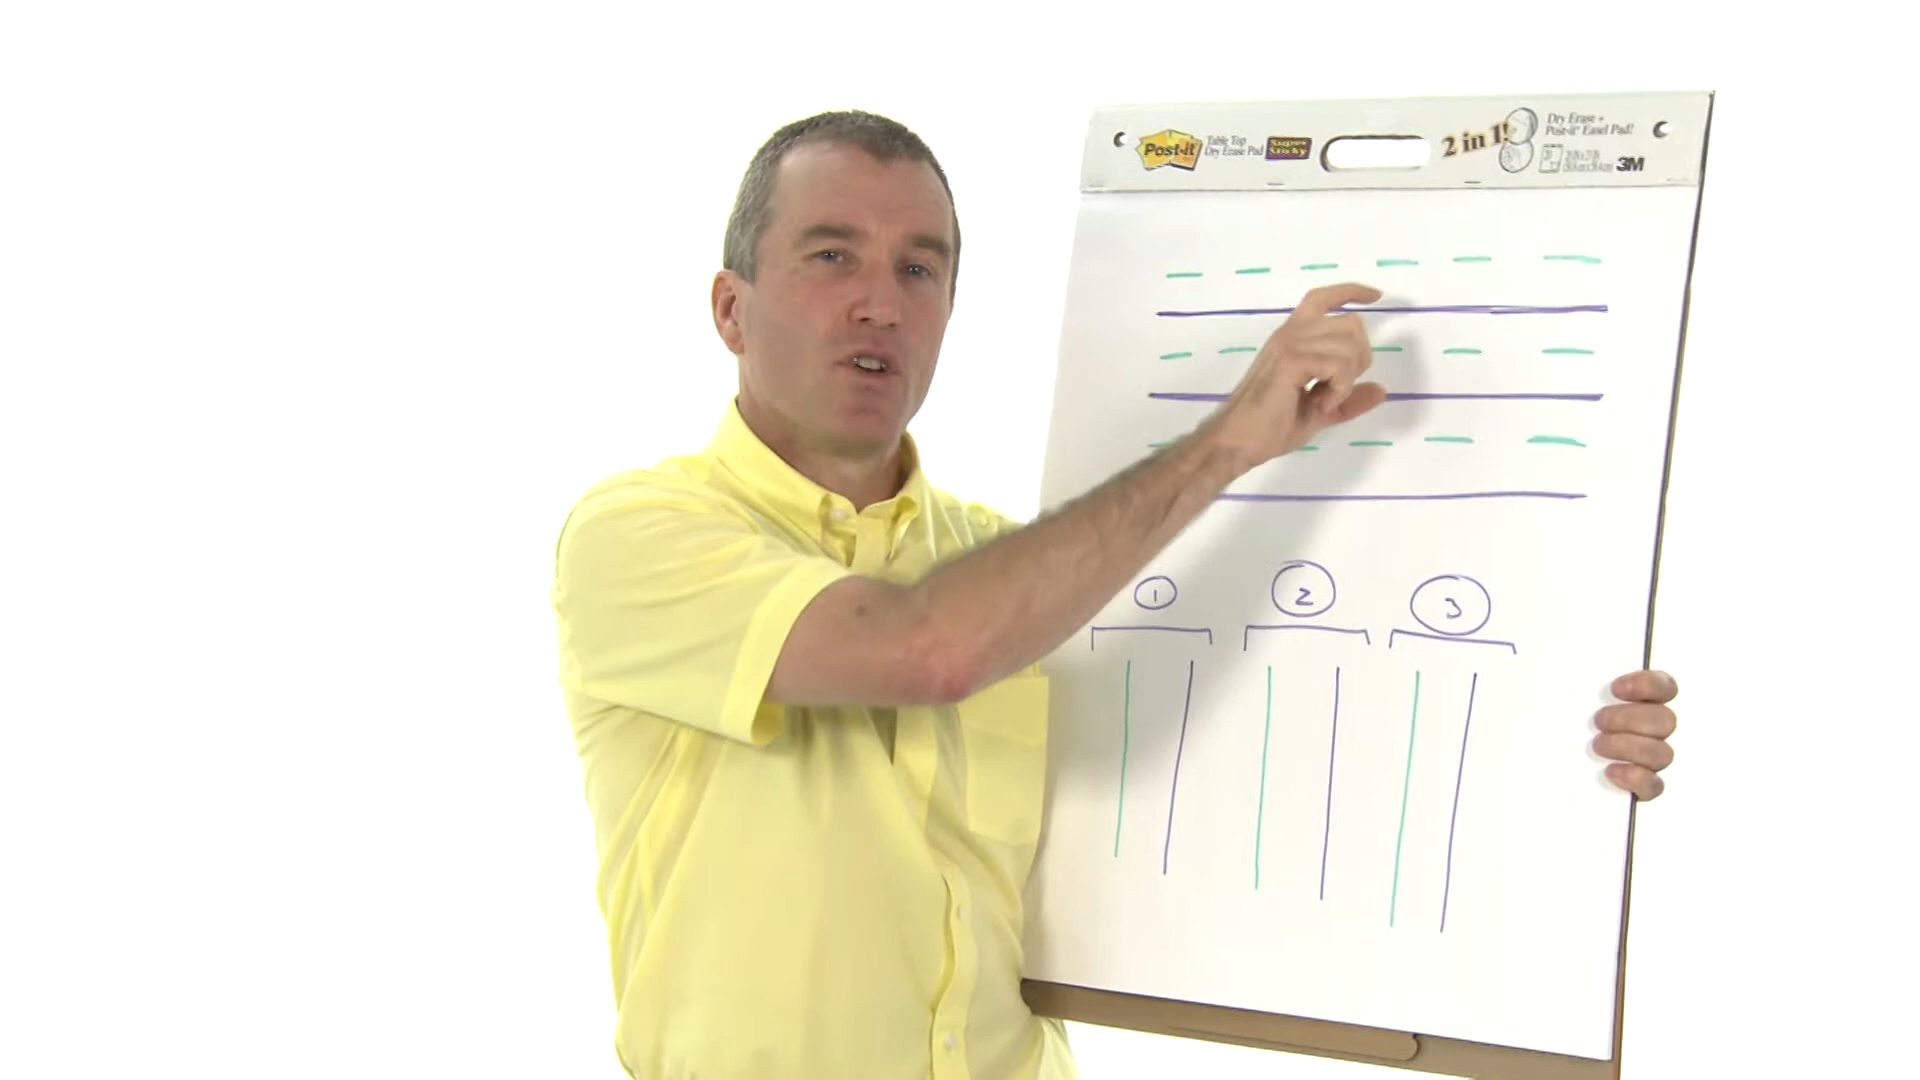 Post-it
Table Top
Dry Erase Pad
Super
Sticky
2 in 1!
Dry Erase +
Post-it® Easel Pad!
20
3M
1
2
3